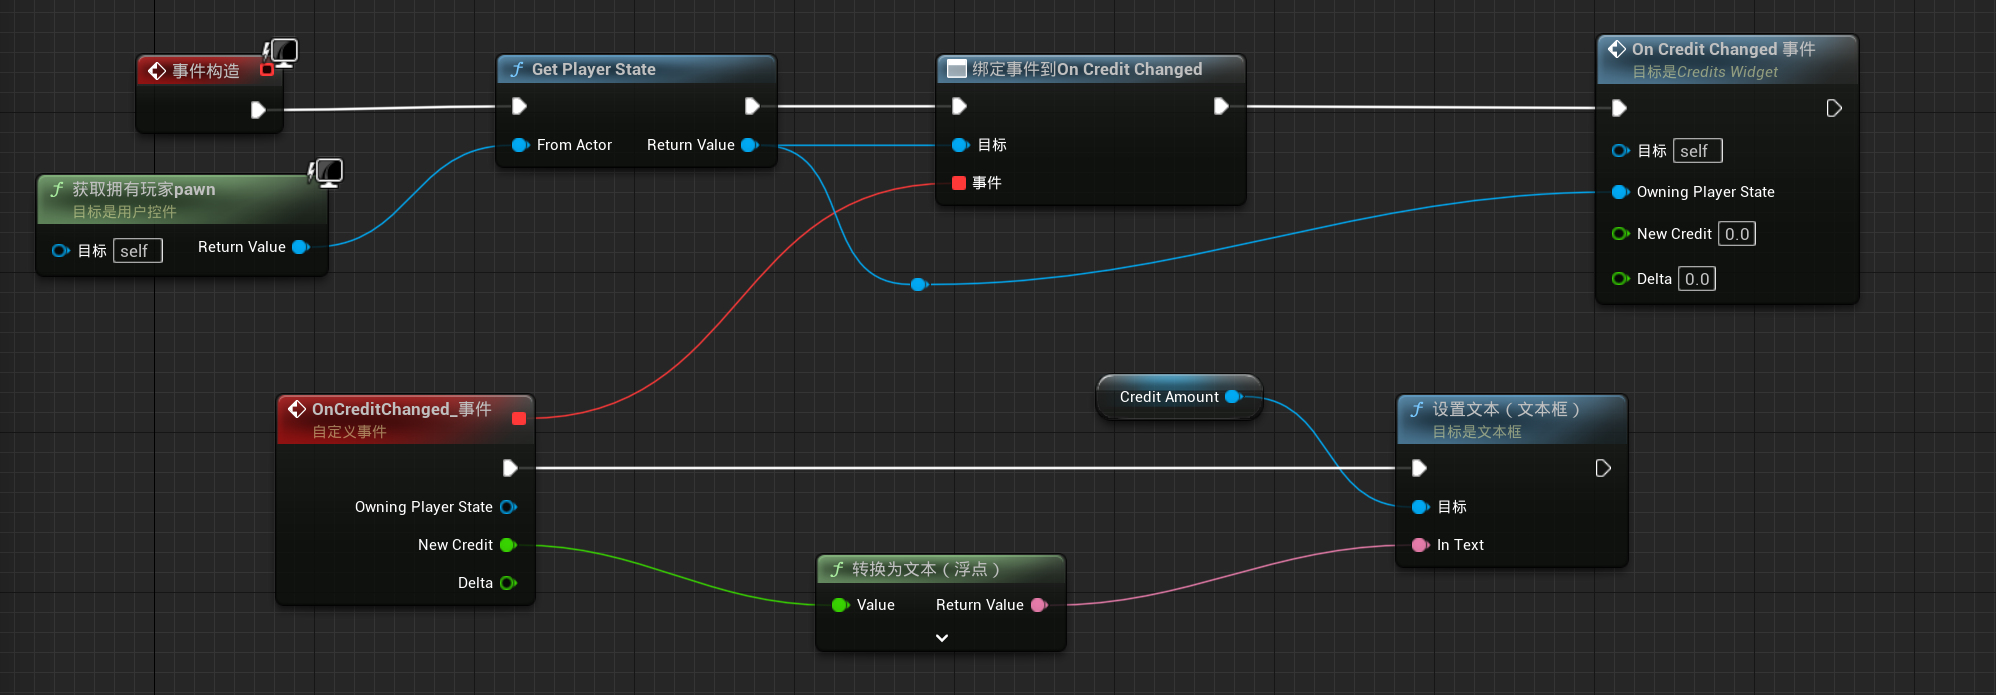 事件构造
获取拥有玩家pawn
目标是用户控件
目标 self Return Value
Get Player State
From Actor Return Value
绑定事件到On Credit Changed
目标
事件
On Credit Changed 事件
目标是Credits Widget
目标 self
Owning Player State
New Credit 0.0
Delta 0.0
OnCreditChanged_事件
自定义事件
Owning Player State
New Credit
Delta
转换为文本（浮点）
Value Return Value
Credit Amount
设置文本（文本框）
目标是文本框
目标
In Text